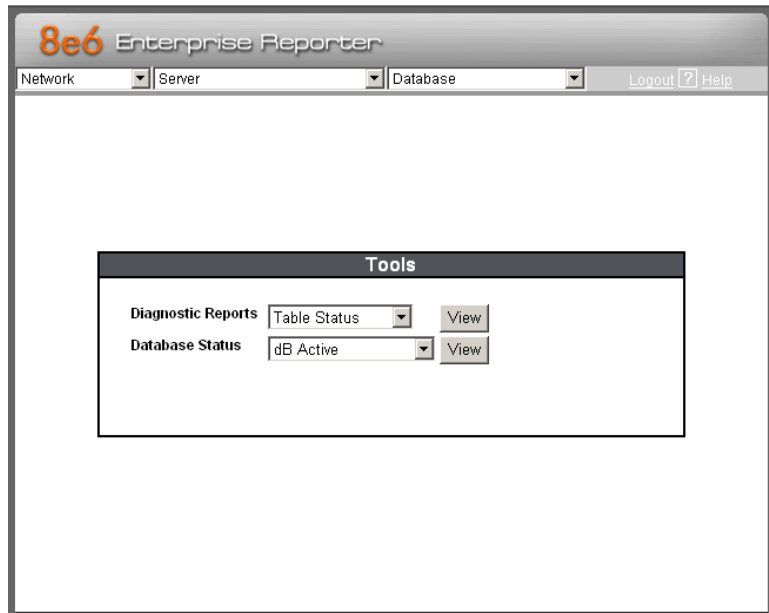 8e6 Enterprise Reporter
Network Server Database Logout ? Help
Tools
Diagnostic Reports Table Status View
Database Status dB Active View